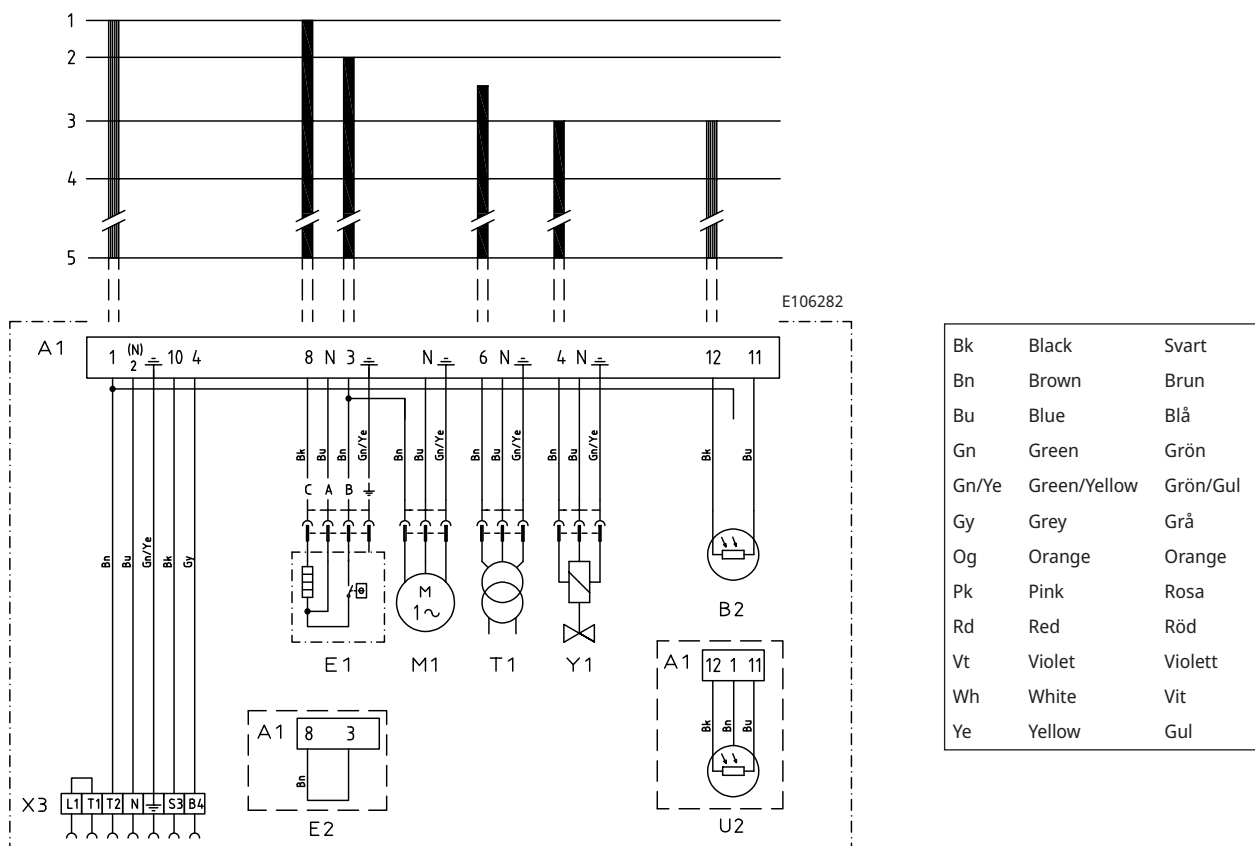 1
2
3
4
5
E106282
A1
1 (N) 2 10 4 8 N 3 N 6 N 4 N 12 11
Bk Bu Bn Gn/Ye Bn Bu Gn/Ye Bn Bu Gn/Ye Bn Bu Gn/Ye Bk Bu
C A B
Bn Bu Gn/Ye Bk Gy
M
1~
E1 M1 T1 Y1 B2
A1 12 1 11
Bk Bn Bu
U2
A1 8 3
Bn
E2
X3 L1 T1 T2 N S3 B4
Bk Black Svart
Bn Brown Brun
Bu Blue Blå
Gn Green Grön
Gn/Ye Green/Yellow Grön/Gul
Gy Grey Grå
Og Orange Orange
Pk Pink Rosa
Rd Red Röd
Vt Violet Violett
Wh White Vit
Ye Yellow Gul